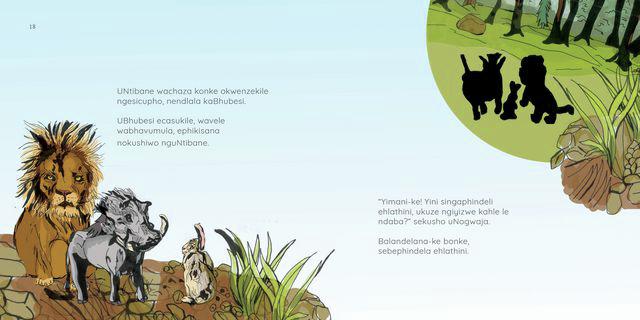 18
UNtibane wachaza konke okwenzekile
ngesicupho, nendlala kaBhubesi.
UBhubesi ecasukile, wavele
wabhavumula, ephikisana
nokushiwo nguNtibane.
“Yimani-ke! Yini singaphindeli
ehlathini, ukuze ngiyizwe kahle le
ndaba?” sekusho uNogwaja.
Balandelana-ke bonke,
sebephindela ehlathini.